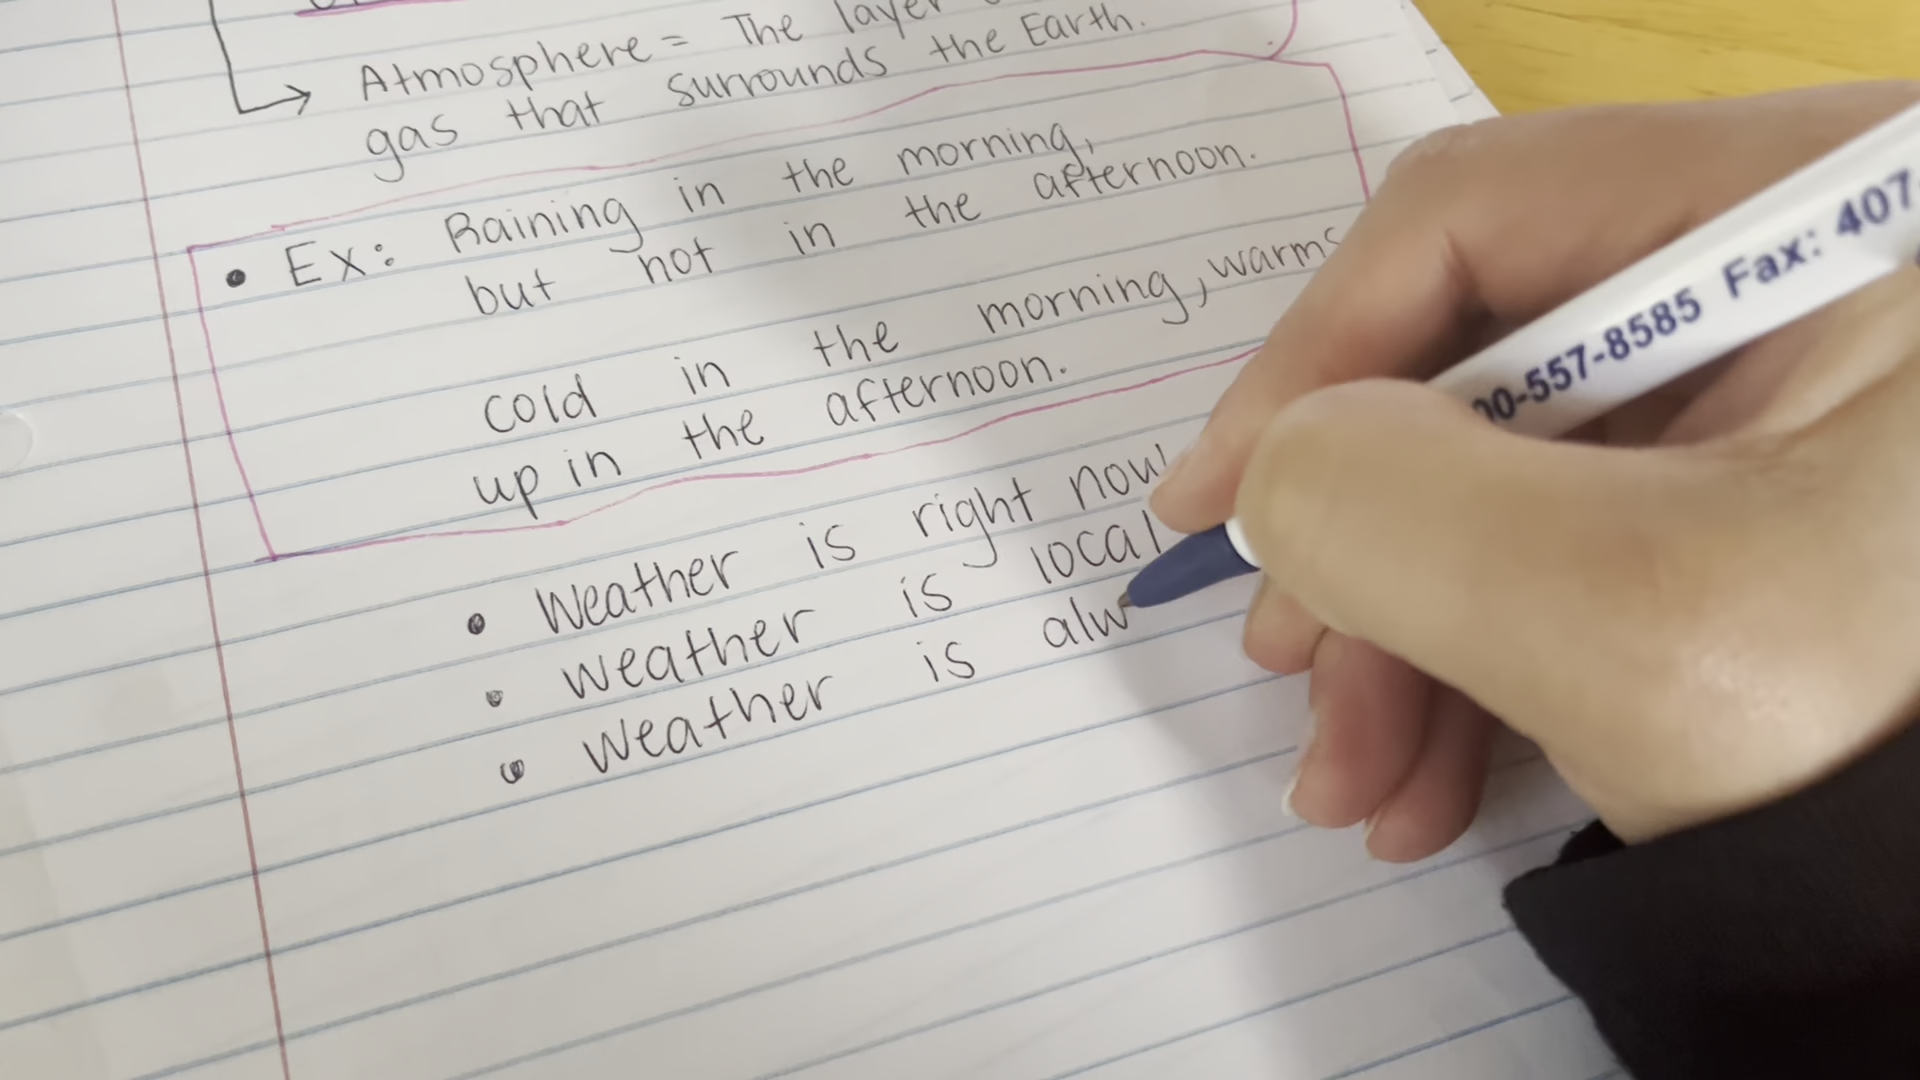 Atmosphere = The layer
gas that surrounds the Earth.
• Ex: Raining in the morning,
but not in the afternoon.
cold in the morning, warms
up in the afternoon.
• Weather is right now
• weather is local
• weather is alw
00-557-8585 Fax: 407